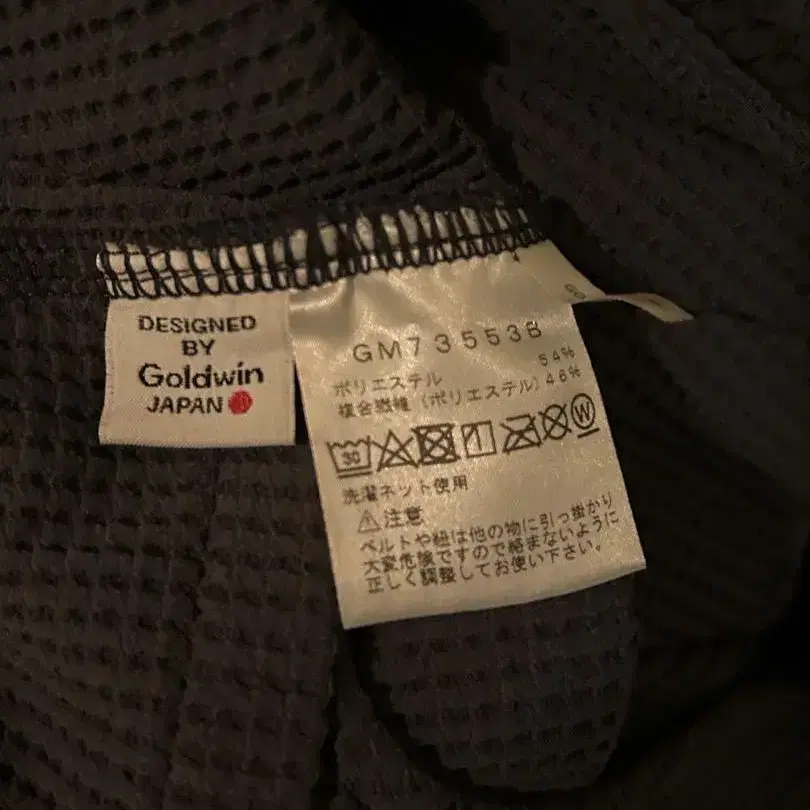 DESIGNED
BY
Goldwin
JAPAN
GM73553B
ポリエステル 54%
複合繊維(ポリエステル) 46%
30
W
洗濯ネット使用
注意
ベルトや紐は他の物に引っ掛かり
大変危険ですので絡まないように
正しく調整してお使い下さい。